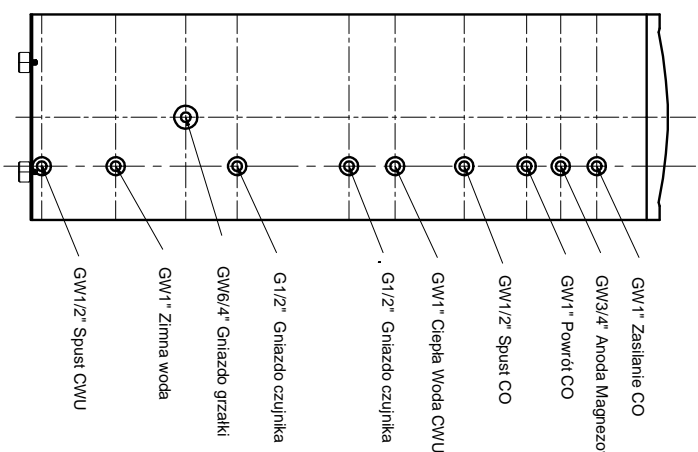 GW1" Zasilanie CO
GW3/4" Anoda Magnezo
GW1" Powrót CO
GW1/2" Spust CO
GW1" Ciepła Woda CWU
G1/2" Gniazdo czujnika
G1/2" Gniazdo czujnika
GW6/4" Gniazdo grzałki
GW1" Zimna woda
GW1/2" Spust CWU